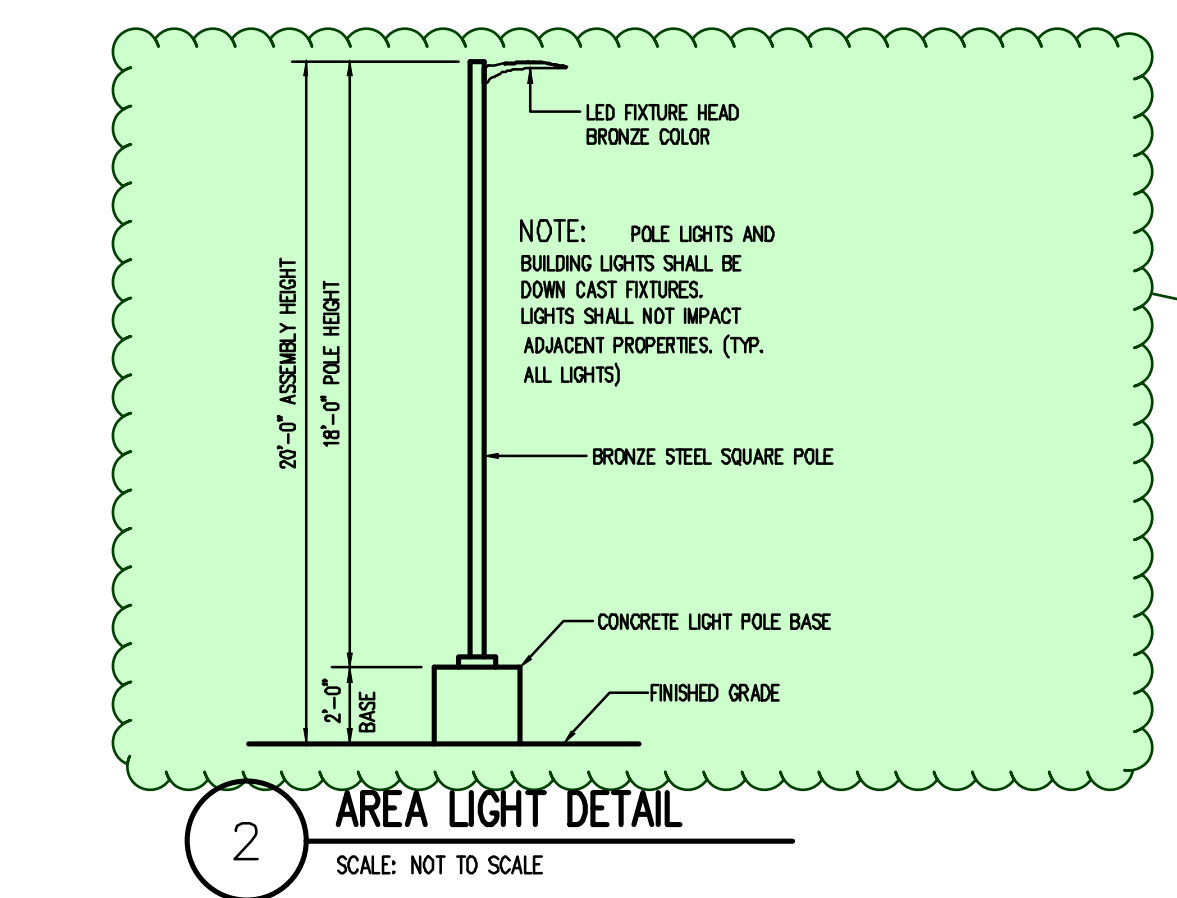 LED FIXTURE HEAD
BRONZE COLOR
NOTE: POLE LIGHTS AND
BUILDING LIGHTS SHALL BE
DOWN CAST FIXTURES.
LIGHTS SHALL NOT IMPACT
ADJACENT PROPERTIES. (TYP.
ALL LIGHTS)
20'-0" ASSEMBLY HEIGHT
18'-0" POLE HEIGHT
BRONZE STEEL SQUARE POLE
CONCRETE LIGHT POLE BASE
2'-0"
BASE
FINISHED GRADE
2
AREA LIGHT DETAIL
SCALE: NOT TO SCALE